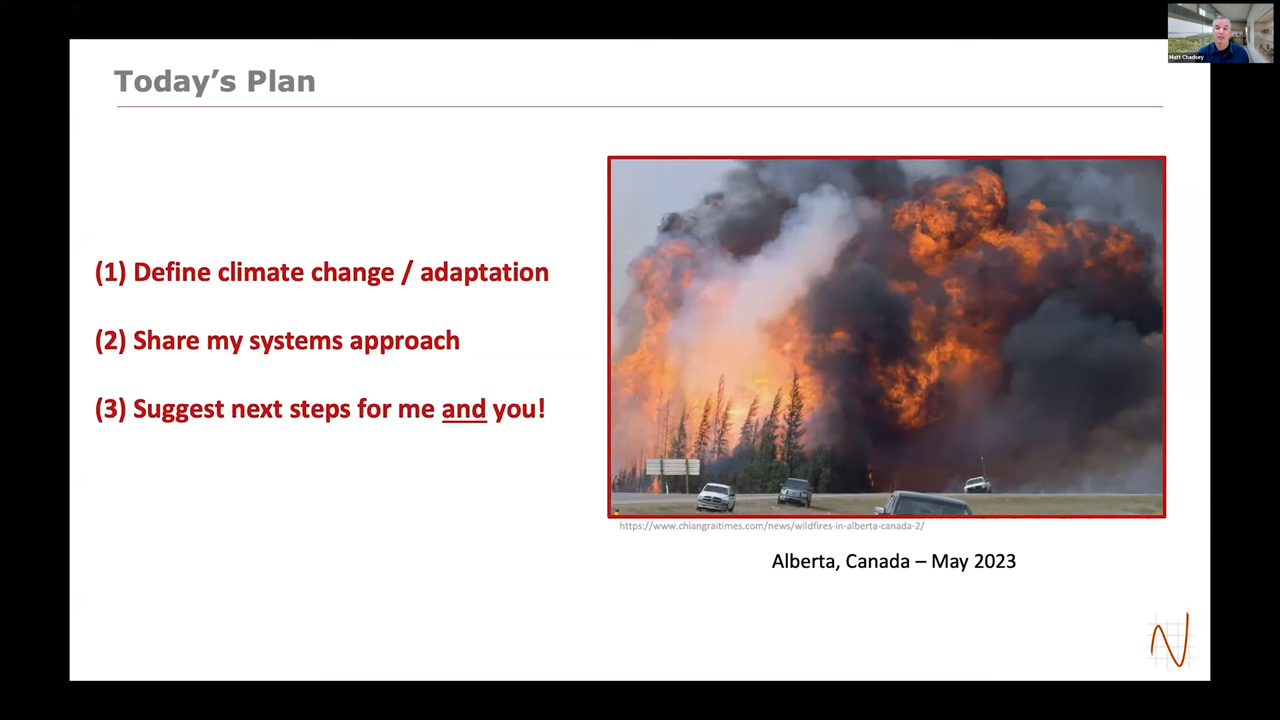 Today's Plan
Matt Chadsey
(1) Define climate change / adaptation
(2) Share my systems approach
(3) Suggest next steps for me and you!
https://www.chiangraitimes.com/news/wildfires-in-alberta-canada-2/
Alberta, Canada – May 2023